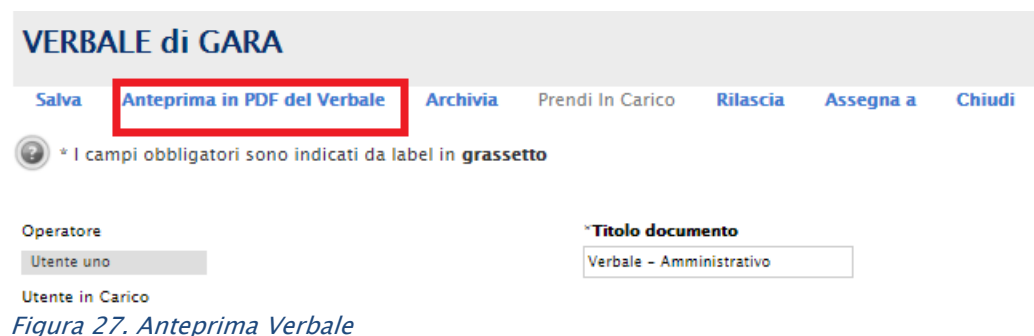 VERBALE di GARA
Salva Anteprima in PDF del Verbale Archivia Prendi In Carico Rilascia Assegna a Chiudi
? * I campi obbligatori sono indicati da label in grassetto
Operatore *Titolo documento
Utente uno Verbale - Amministrativo
Utente in Carico
Figura 27. Anteprima Verbale